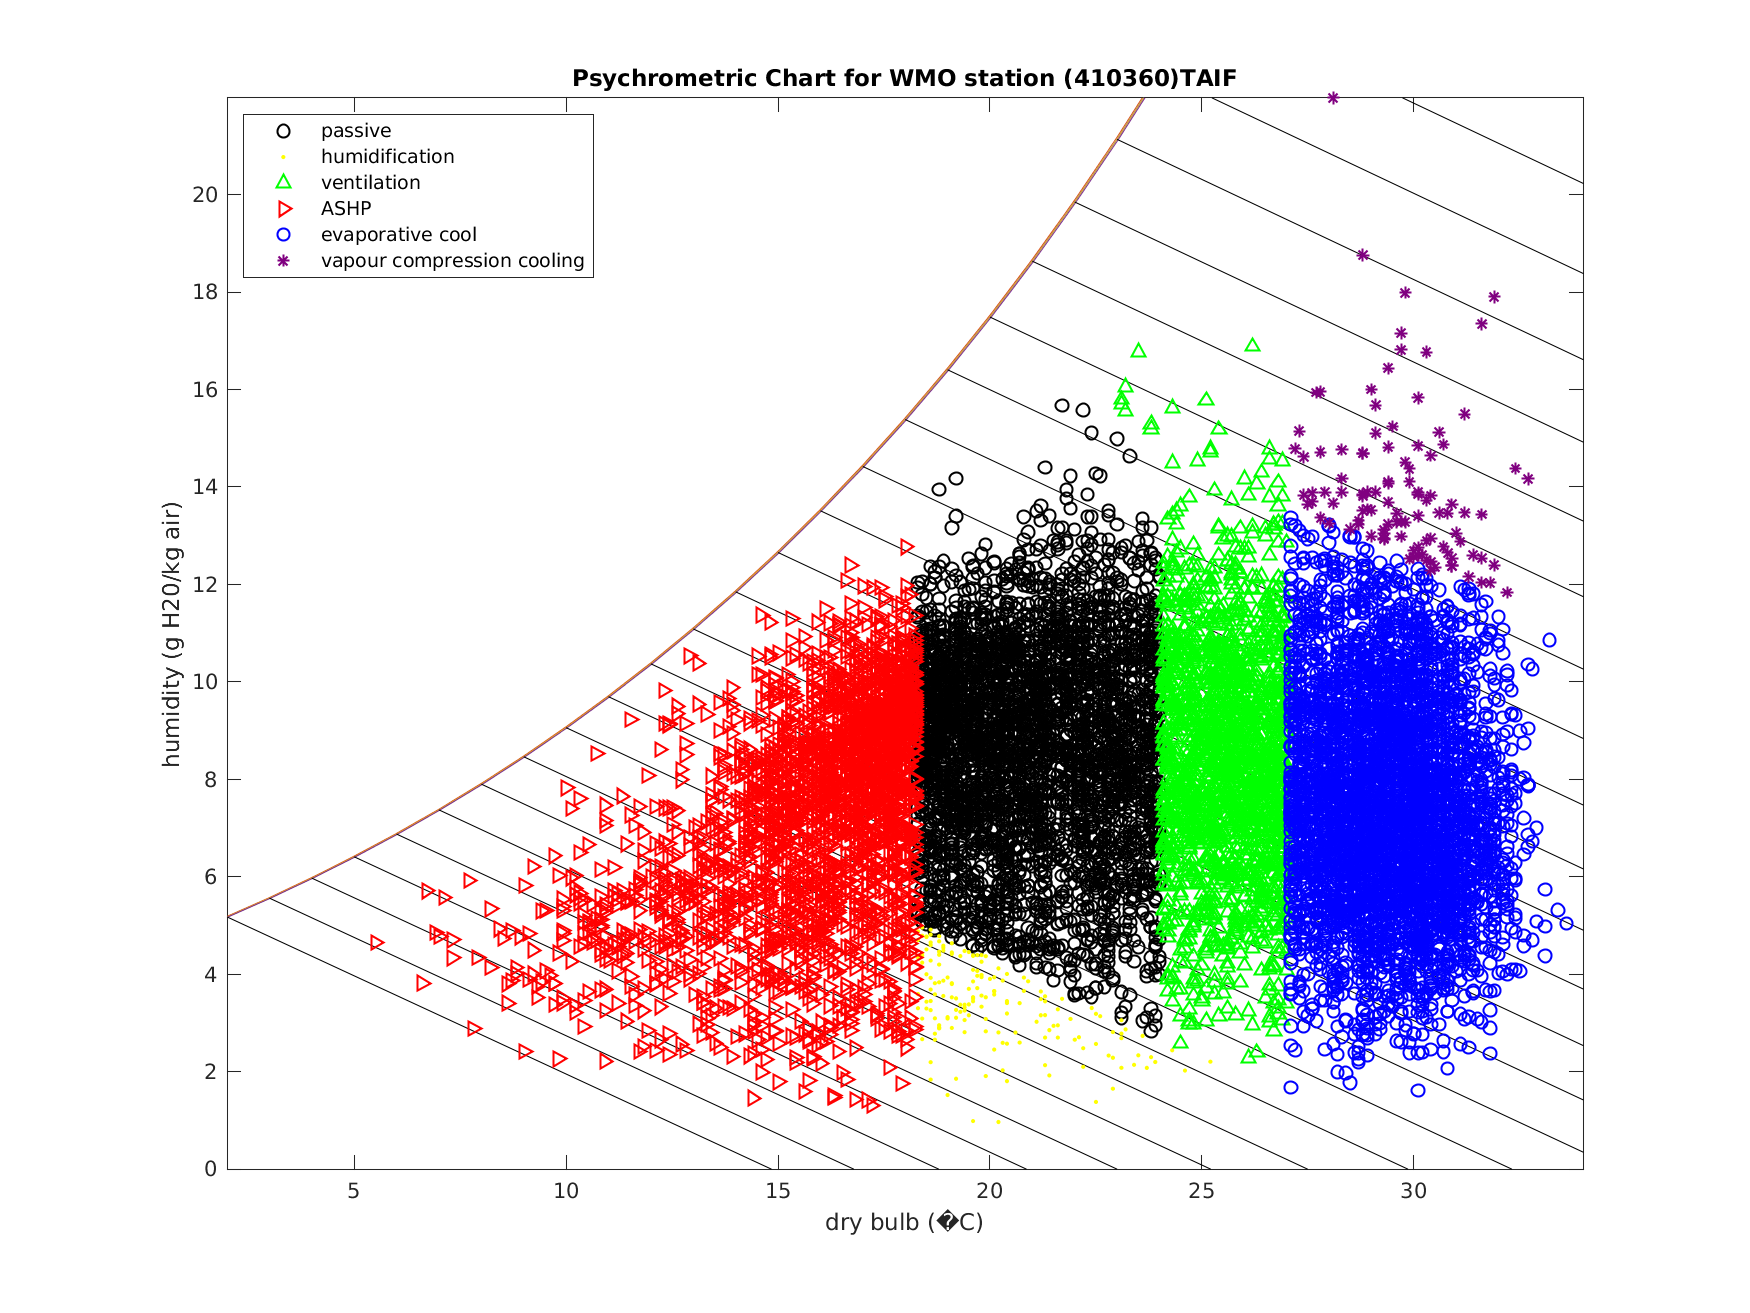 Psychrometric Chart for WMO station (410360)TAIF
passive
humidification
ventilation
ASHP
evaporative cool
vapour compression cooling
humidity (g H20/kg air)
20
18
16
14
12
10
8
6
4
2
0
5 10 15 20 25 30
dry bulb (�C)